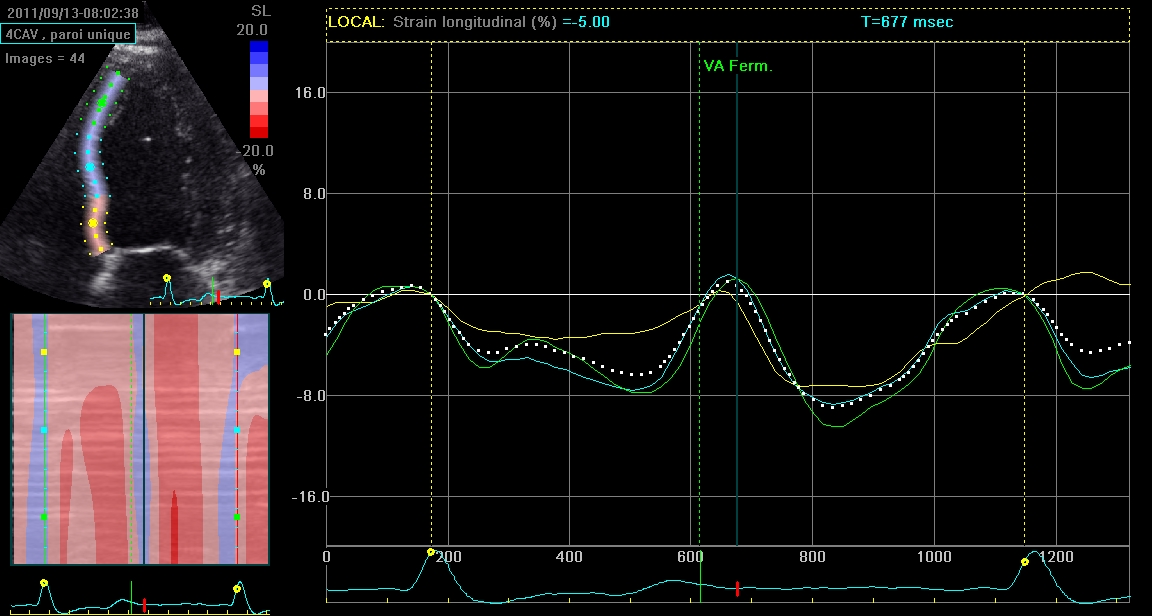 2011/09/13-08:02:38
4CAV , paroi unique
Images = 44
SL
20.0
-20.0
%
LOCAL: Strain longitudinal (%) =-5.00
T=677 msec
VA Ferm.
16.0
8.0
0.0
-8.0
-16.0
0 200 400 600 800 1000 1200